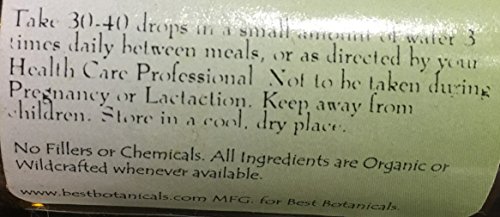 Take 30-40 drops in a small amount of water 3
times daily between meals, or as directed by your
Health Care Professional Not to be taken during
Pregnancy or Lactaction. Keep away from
children. Store in a cool, dry place.
No Fillers or Chemicals. All Ingredients are Organic or
Wildcrafted whenever available.
www.bestbotanicals.com MFG. for Best Botanicals.